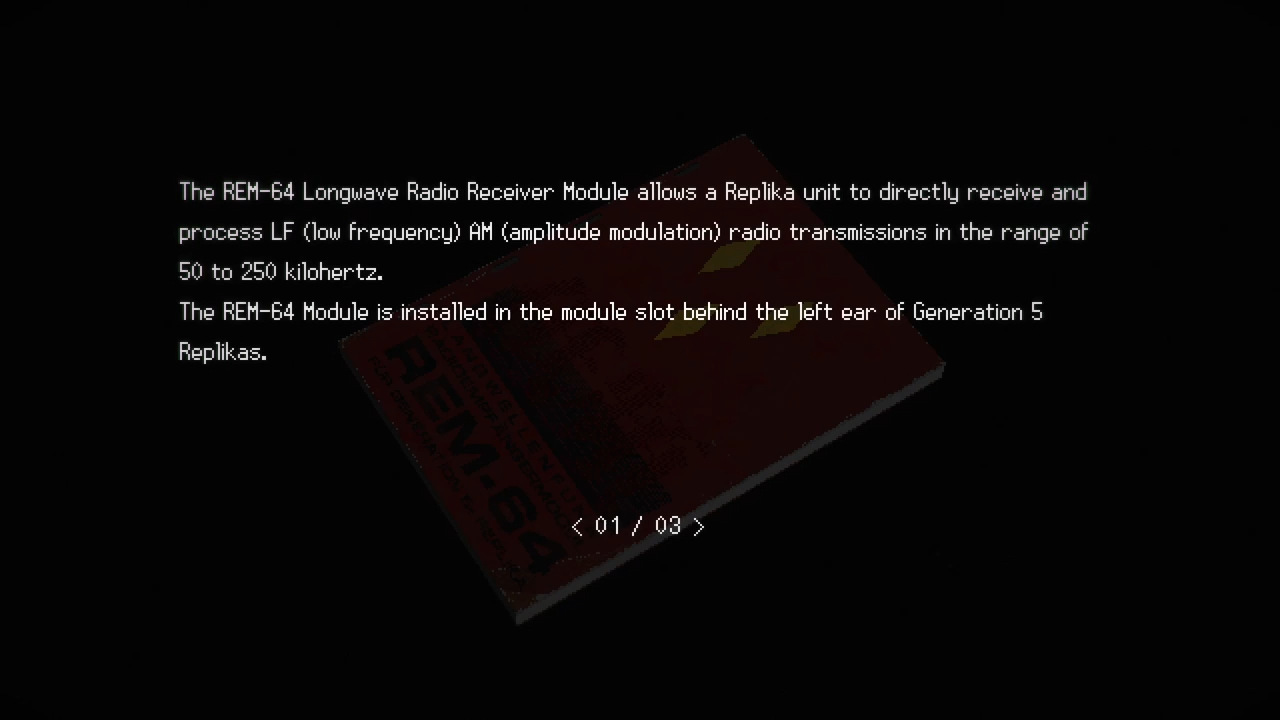 The REM-64 Longwave Radio Receiver Module allows a Replika unit to directly receive and
process LF (low frequency) AM (amplitude modulation) radio transmissions in the range of
50 to 250 kilohertz.
The REM-64 Module is installed in the module slot behind the left ear of Generation 5
Replikas.
REM-64
< 01 / 03 >